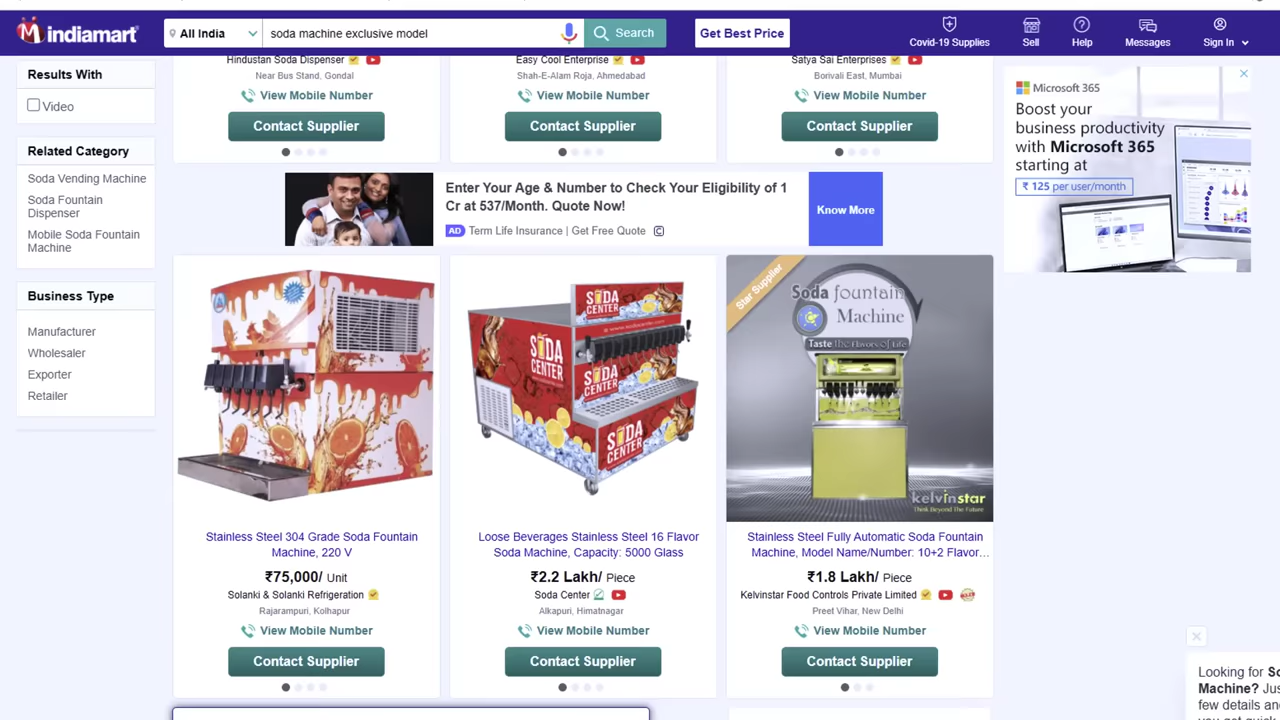 indiamart
All India
soda machine exclusive model
Search
Get Best Price
Covid-19 Supplies
Sell
Help
Messages
Sign In
Results With
Video
Related Category
Soda Vending Machine
Soda Fountain
Dispenser
Mobile Soda Fountain
Machine
Business Type
Manufacturer
Wholesaler
Exporter
Retailer
Hindustan Soda Dispenser
Near Bus Stand, Gondal
View Mobile Number
Contact Supplier
Easy Cool Enterprise
Shah-E-Alam Roja, Ahmedabad
View Mobile Number
Contact Supplier
Satya Sai Enterprises
Borivali East, Mumbai
View Mobile Number
Contact Supplier
Enter Your Age & Number to Check Your Eligibility of 1
Cr at 537/Month. Quote Now!
AD Term Life Insurance | Get Free Quote
Know More
Stainless Steel 304 Grade Soda Fountain
Machine, 220 V
₹75,000/ Unit
Solanki & Solanki Refrigeration
Rajarampuri, Kolhapur
View Mobile Number
Contact Supplier
SODA
CENTER
SODA
CENTER
SODA
CENTER
SODA
CENTER
Loose Beverages Stainless Steel 16 Flavor
Soda Machine, Capacity: 5000 Glass
₹2.2 Lakh/ Piece
Soda Center
Alkapuri, Himatnagar
View Mobile Number
Contact Supplier
Star Supplier
Soda fountain
Machine
Taste the Flavors of Life
kelvinstar
Think Beyond The Future
Stainless Steel Fully Automatic Soda Fountain
Machine, Model Name/Number: 10+2 Flavor...
₹1.8 Lakh/ Piece
Kelvinstar Food Controls Private Limited
Preet Vihar, New Delhi
View Mobile Number
Contact Supplier
Microsoft 365
Boost your
business productivity
with Microsoft 365
starting at
₹ 125 per user/month
Looking for So
Machine? Jus
few details and